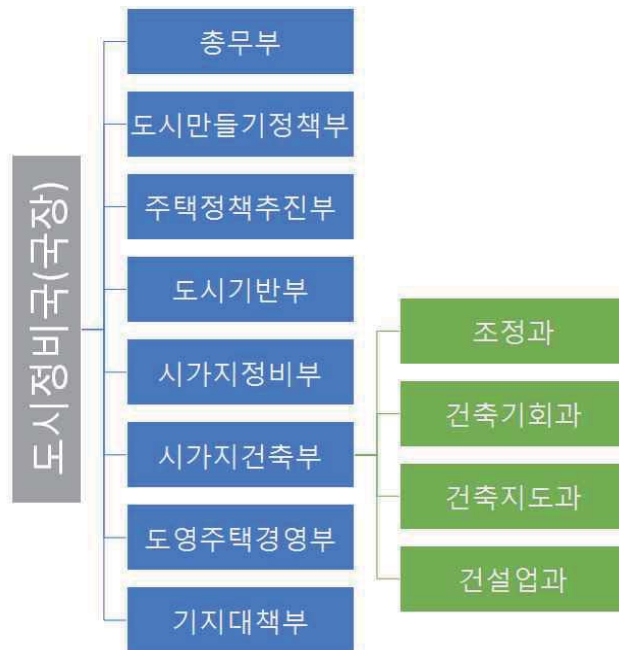 도시정비국(국장)
총무부
도시만들기정책부
주택정책추진부
도시기반부
시가지정비부
시가지건축부
도영주택경영부
기지대책부
조정과
건축기회과
건축지도과
건설업과